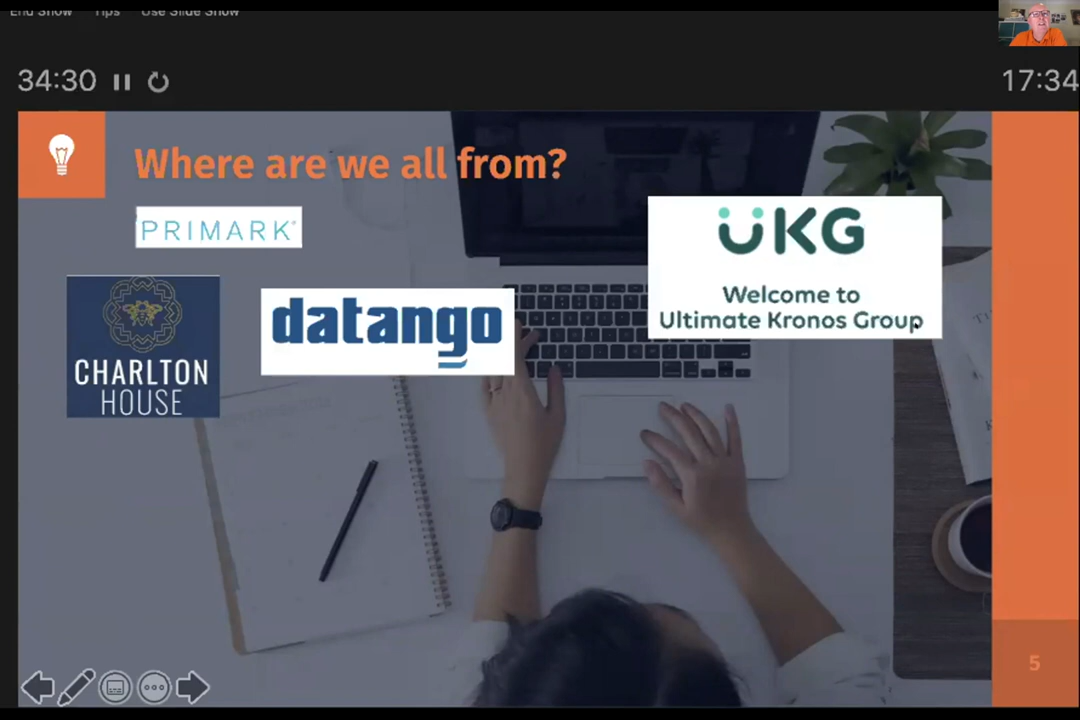 End Show Tips Use Slide Show
34:30
17:34
Where are we all from?
PRIMARK
ÜKG
Welcome to
Ultimate Kronos Group
datango
CHARLTON
HOUSE
5